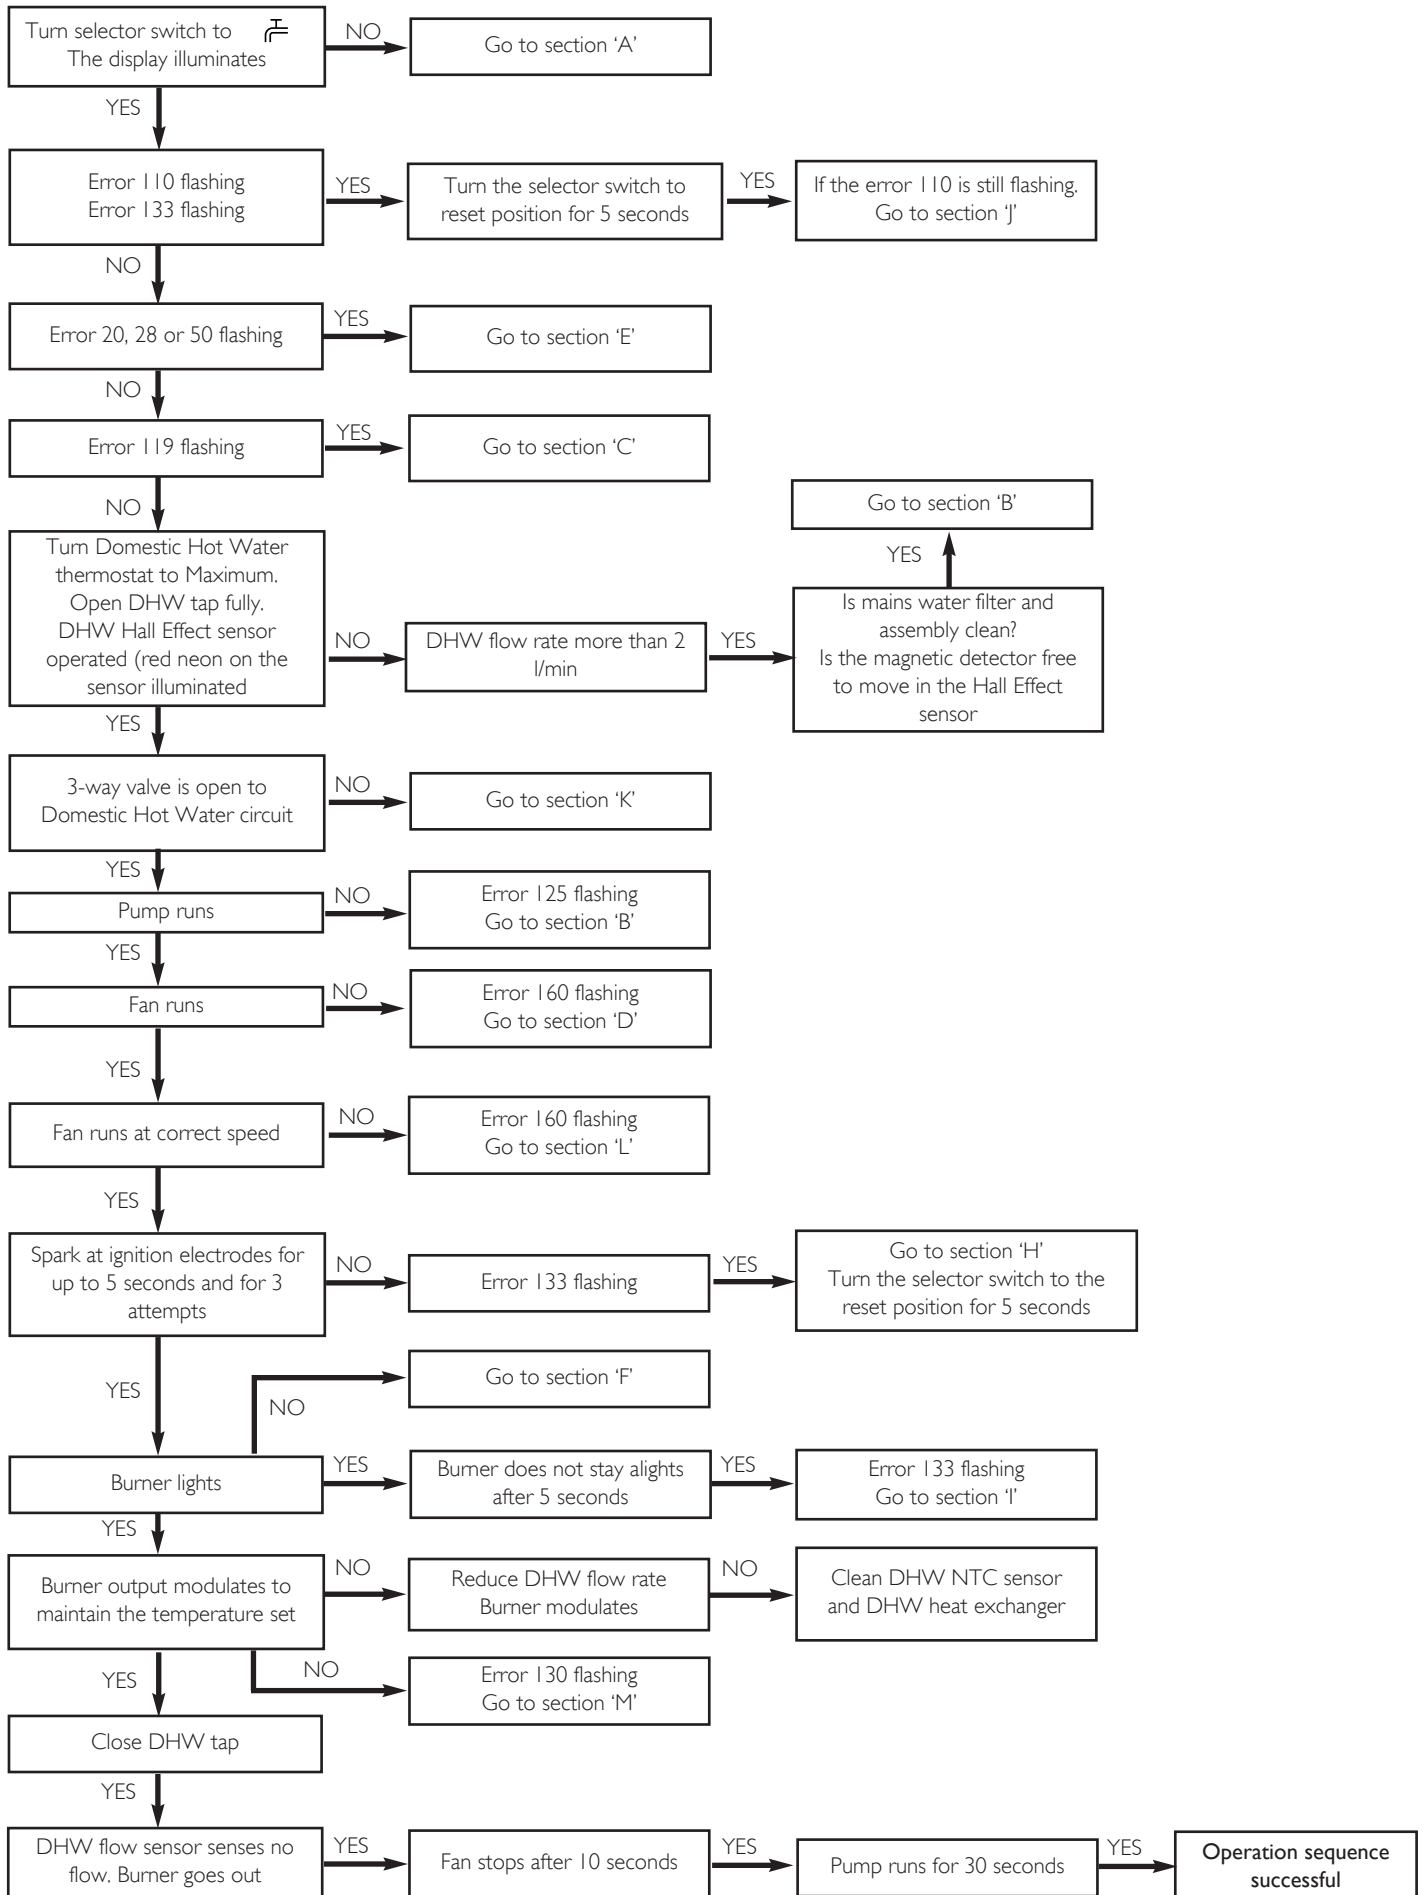 Turn selector switch to
The display illuminates
NO
Go to section ‘A’
YES
Error 110 flashing
Error 133 flashing
YES
Turn the selector switch to
reset position for 5 seconds
YES
If the error 110 is still flashing.
Go to section ‘J’
NO
Error 20, 28 or 50 flashing
YES
Go to section ‘E’
NO
Error 119 flashing
YES
Go to section ‘C’
NO
Turn Domestic Hot Water
thermostat to Maximum.
Open DHW tap fully.
DHW Hall Effect sensor
operated (red neon on the
sensor illuminated
NO
DHW flow rate more than 2
l/min
YES
Is mains water filter and
assembly clean?
Is the magnetic detector free
to move in the Hall Effect
sensor
YES
Go to section ‘B’
YES
3-way valve is open to
Domestic Hot Water circuit
NO
Go to section ‘K’
YES
Pump runs
NO
Error 125 flashing
Go to section ‘B’
YES
Fan runs
NO
Error 160 flashing
Go to section ‘D’
YES
Fan runs at correct speed
NO
Error 160 flashing
Go to section ‘L’
YES
Spark at ignition electrodes for
up to 5 seconds and for 3
attempts
NO
Error 133 flashing
YES
Go to section ‘H’
Turn the selector switch to the
reset position for 5 seconds
YES
NO
Go to section ‘F’
Burner lights
YES
Burner does not stay alights
after 5 seconds
YES
Error 133 flashing
Go to section ‘I’
YES
Burner output modulates to
maintain the temperature set
NO
Reduce DHW flow rate
Burner modulates
NO
Clean DHW NTC sensor
and DHW heat exchanger
NO
Error 130 flashing
Go to section ‘M’
YES
Close DHW tap
YES
DHW flow sensor senses no
flow. Burner goes out
YES
Fan stops after 10 seconds
YES
Pump runs for 30 seconds
YES
Operation sequence
successful